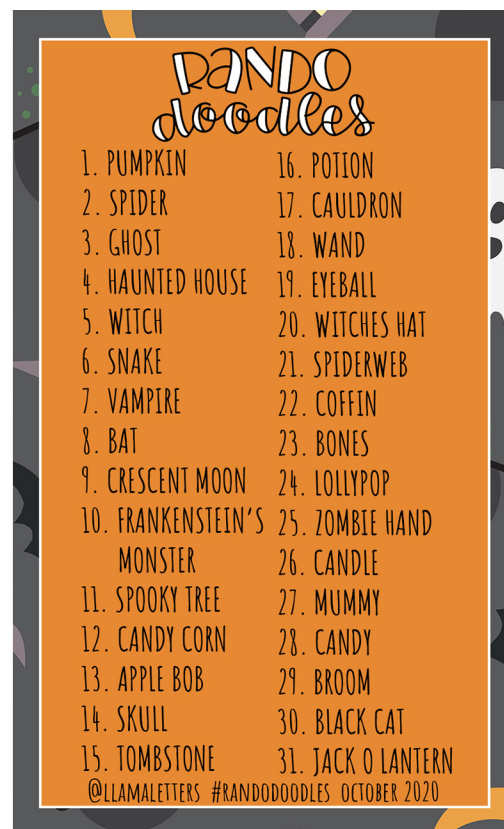 RANDO
doodles
1. PUMPKIN
2. SPIDER
3. GHOST
4. HAUNTED HOUSE
5. WITCH
6. SNAKE
7. VAMPIRE
8. BAT
9. CRESCENT MOON
10. FRANKENSTEIN'S
MONSTER
11. SPOOKY TREE
12. CANDY CORN
13. APPLE BOB
14. SKULL
15. TOMBSTONE
16. POTION
17. CAULDRON
18. WAND
19. EYEBALL
20. WITCHES HAT
21. SPIDERWEB
22. COFFIN
23. BONES
24. LOLLYPOP
25. ZOMBIE HAND
26. CANDLE
27. MUMMY
28. CANDY
29. BROOM
30. BLACK CAT
31. JACK O LANTERN
@LLAMALETTERS #RANDODOODLES OCTOBER 2020